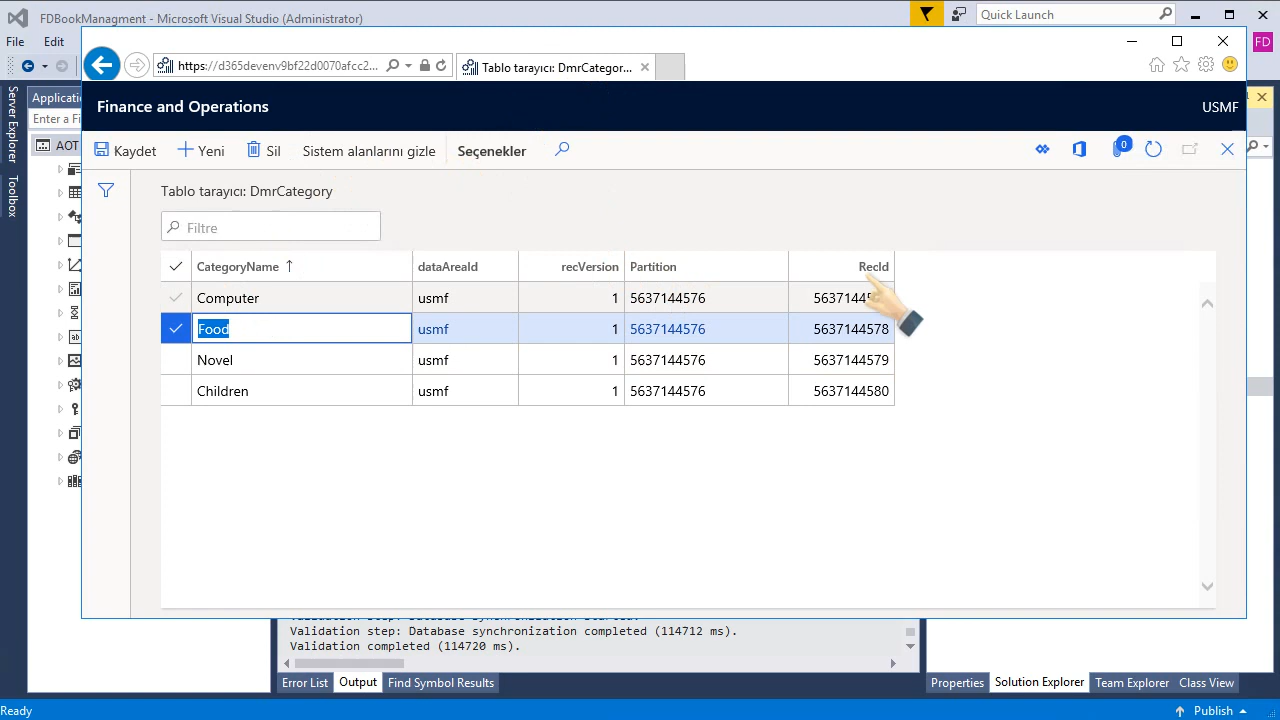 FDBookManagment - Microsoft Visual Studio (Administrator)
Quick Launch
File Edit
FD
https://d365devenv9bf22d0070afcc2...
Tablo tarayıcı: DmrCategor...
Server Explorer
Toolbox
Applicatio
Enter a Fi
AOT
Finance and Operations
USMF
Kaydet Yeni Sil Sistem alanlarını gizle Seçenekler
0
Tablo tarayıcı: DmrCategory
Filtre
CategoryName dataAreaId recVersion Partition RecId
Computer usmf 1 5637144576
Food usmf 1 5637144576 5637144578
Novel usmf 1 5637144576 5637144579
Children usmf 1 5637144576 5637144580
Validation step: Database synchronization completed (114712 ms).
Validation completed (114720 ms).
Error List Output Find Symbol Results
Properties Solution Explorer Team Explorer Class View
Ready
Publish